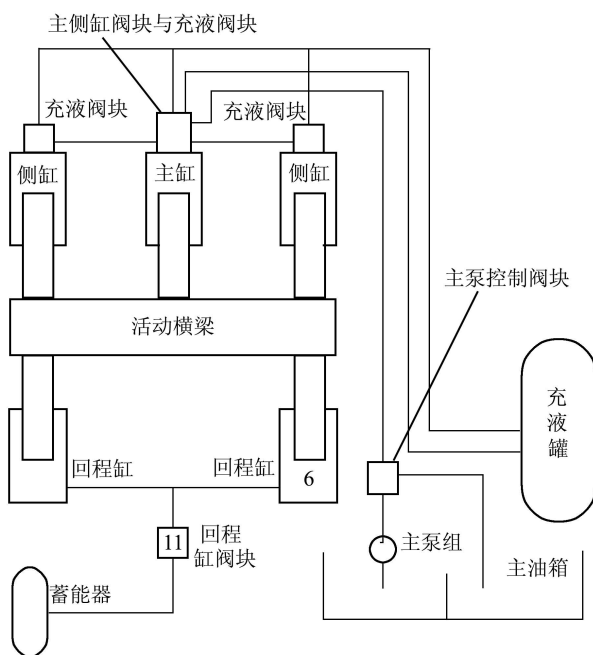 主侧缸阀块与充液阀块
充液阀块
充液阀块
侧缸
主缸
侧缸
主泵控制阀块
活动横梁
充
液
罐
回程缸
回程缸
6
11
回程
缸阀块
主泵组
主油箱
蓄能器